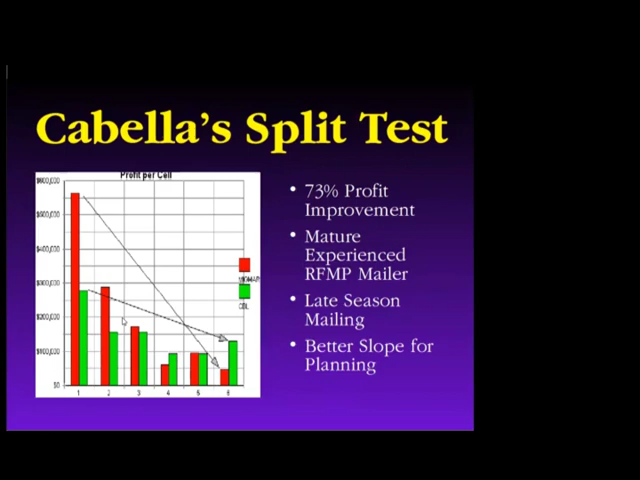 Cabella's Split Test
Profit per Cell
$600,000
$500,000
$400,000
$300,000
$200,000
$100,000
$0
1 2 3 4 5 6
• 73% Profit
Improvement
• Mature
Experienced
RFMP Mailer
• Late Season
Mailing
• Better Slope for
Planning